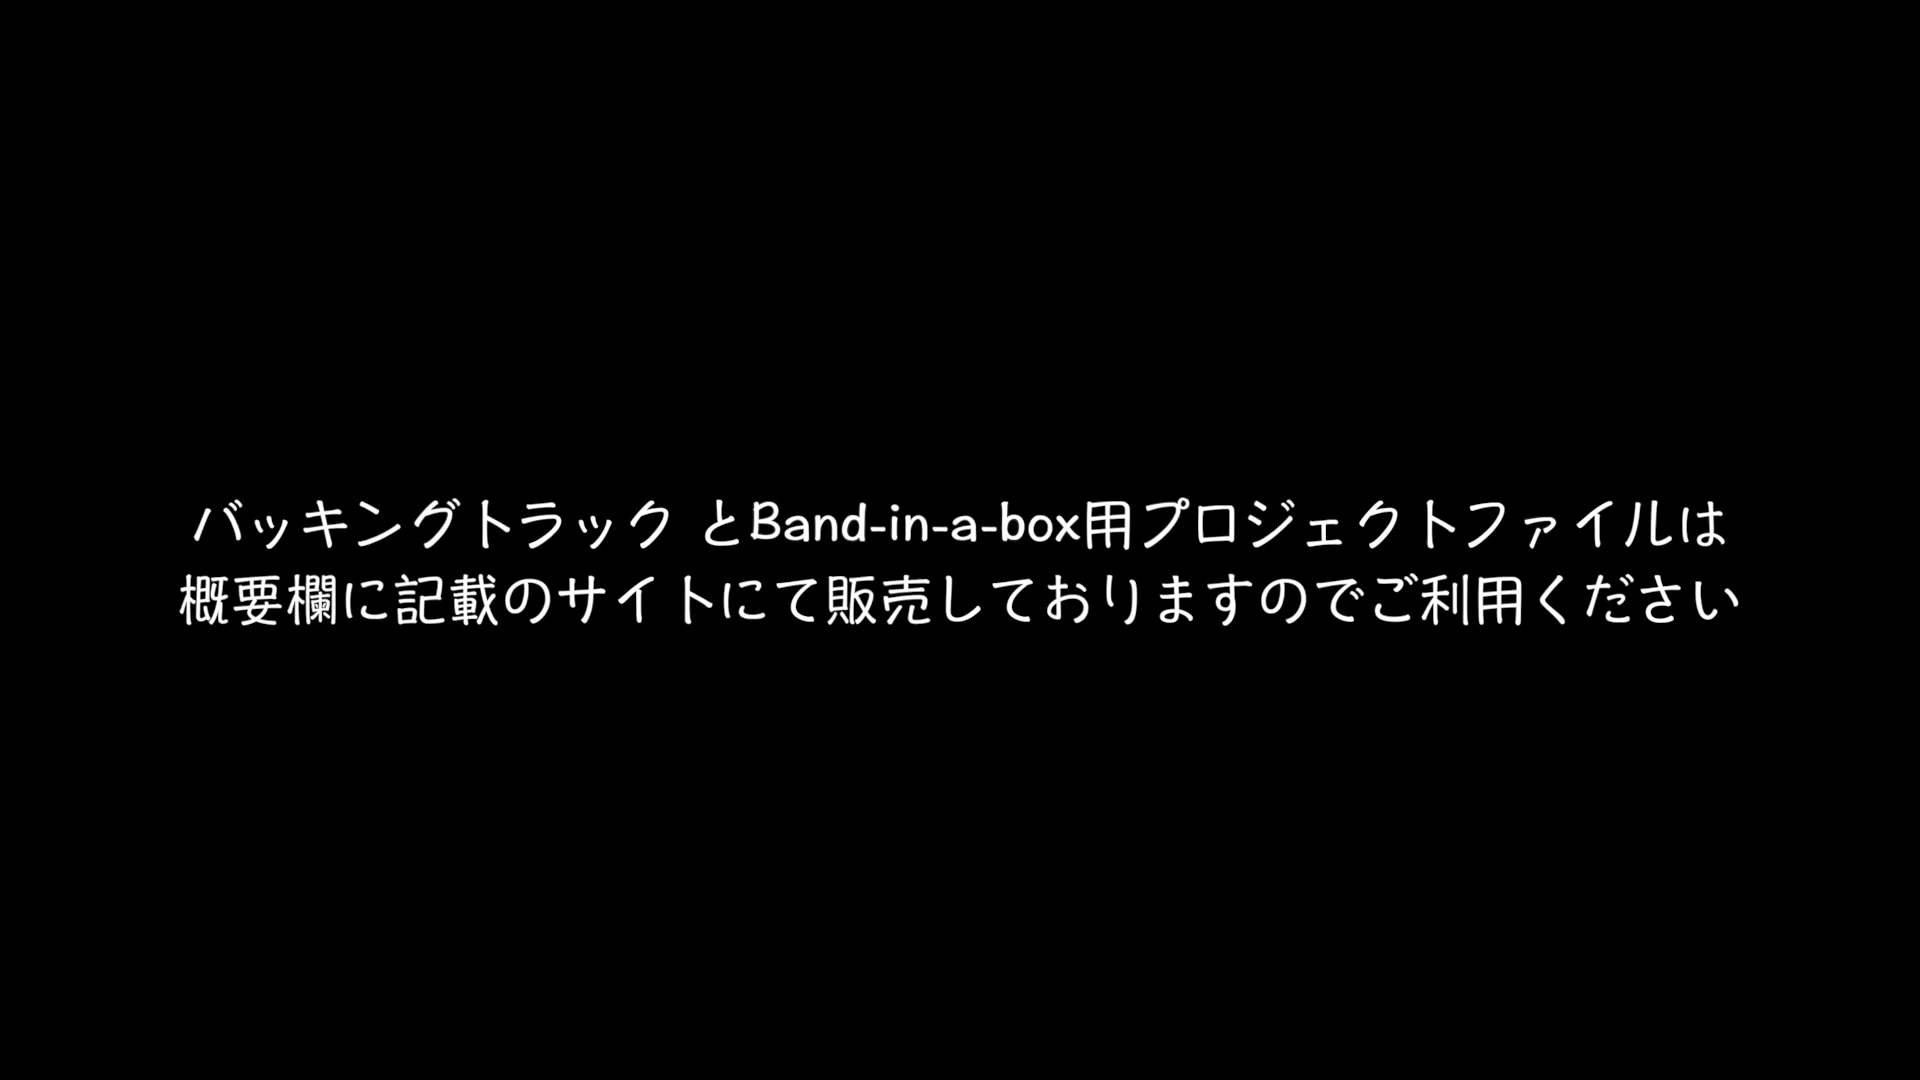 バッキングトラック とBand-in-a-box用プロジェクトファイルは
概要欄に記載のサイトにて販売しておりますのでご利用ください